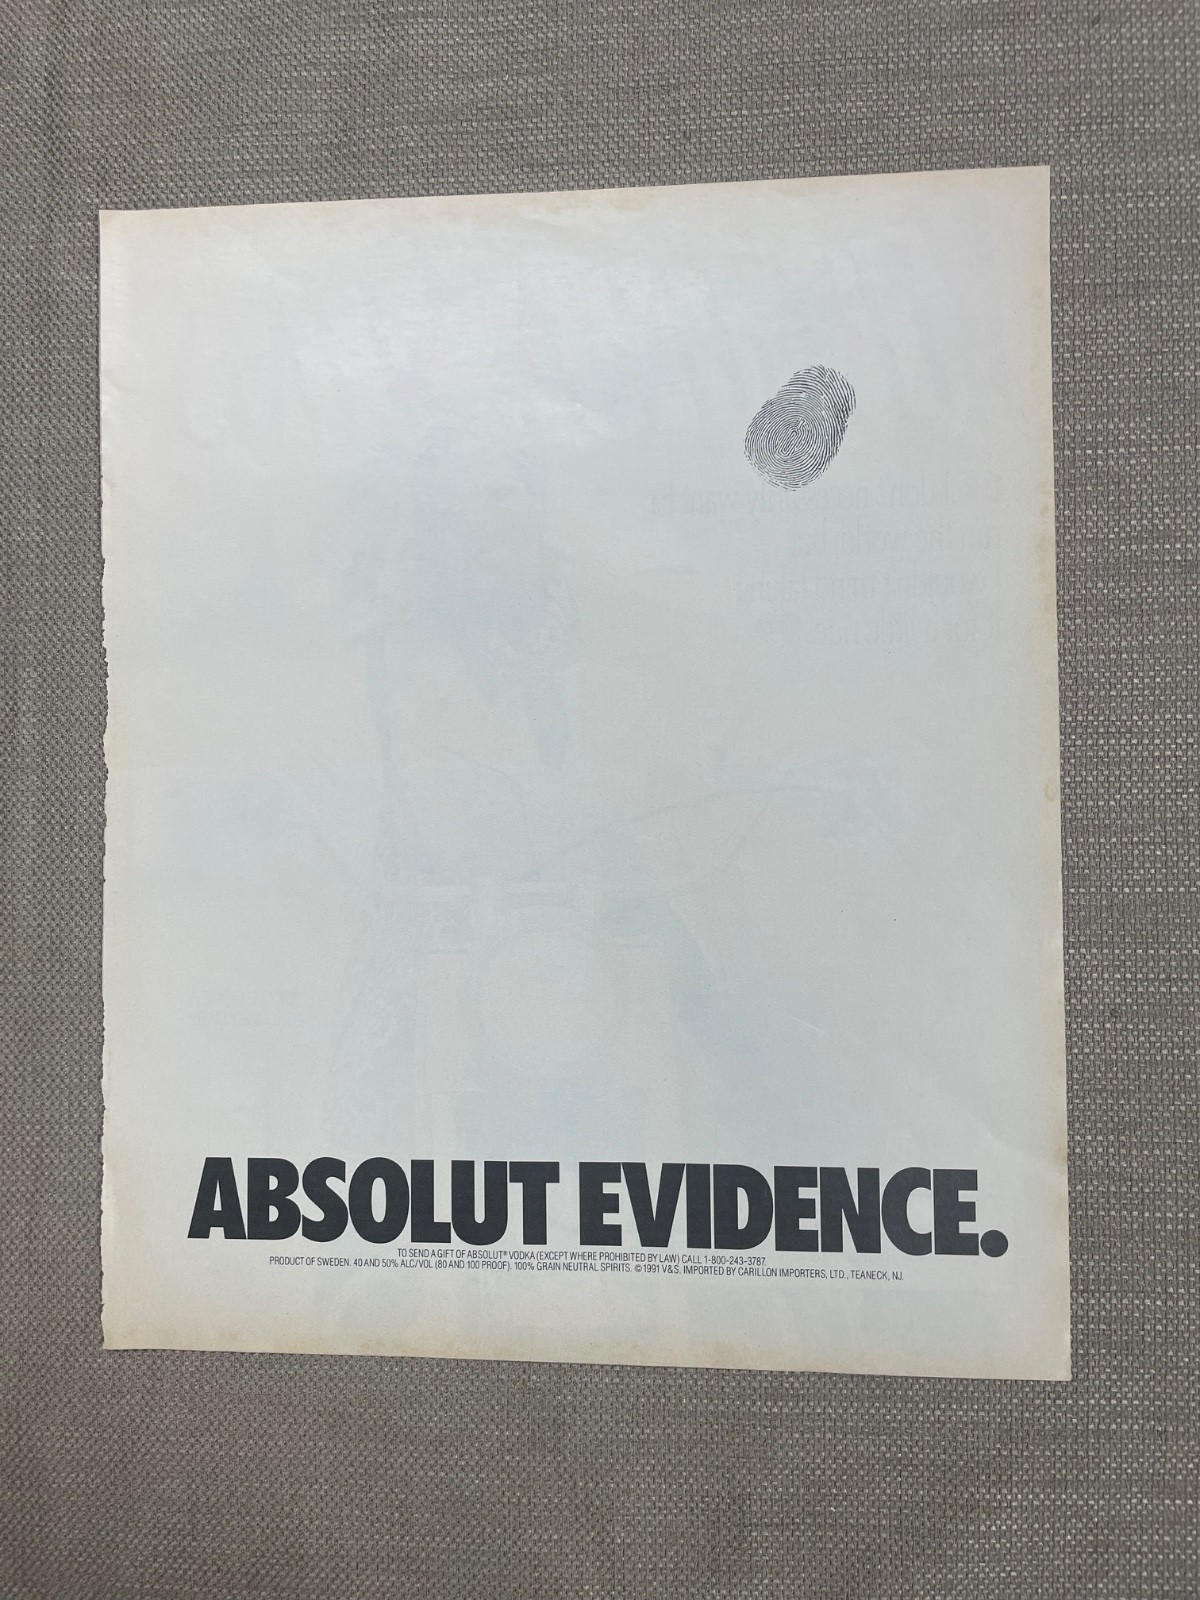 ABSOLUT EVIDENCE.
TO SEND A GIFT OF ABSOLUT® VODKA (EXCEPT WHERE PROHIBITED BY LAW) CALL 1-800-243-3787.
PRODUCT OF SWEDEN. 40 AND 50% ALC/VOL (80 AND 100 PROOF). 100% GRAIN NEUTRAL SPIRITS. ©1991 V&S. IMPORTED BY CARILLON IMPORTERS, LTD., TEANECK, NJ.